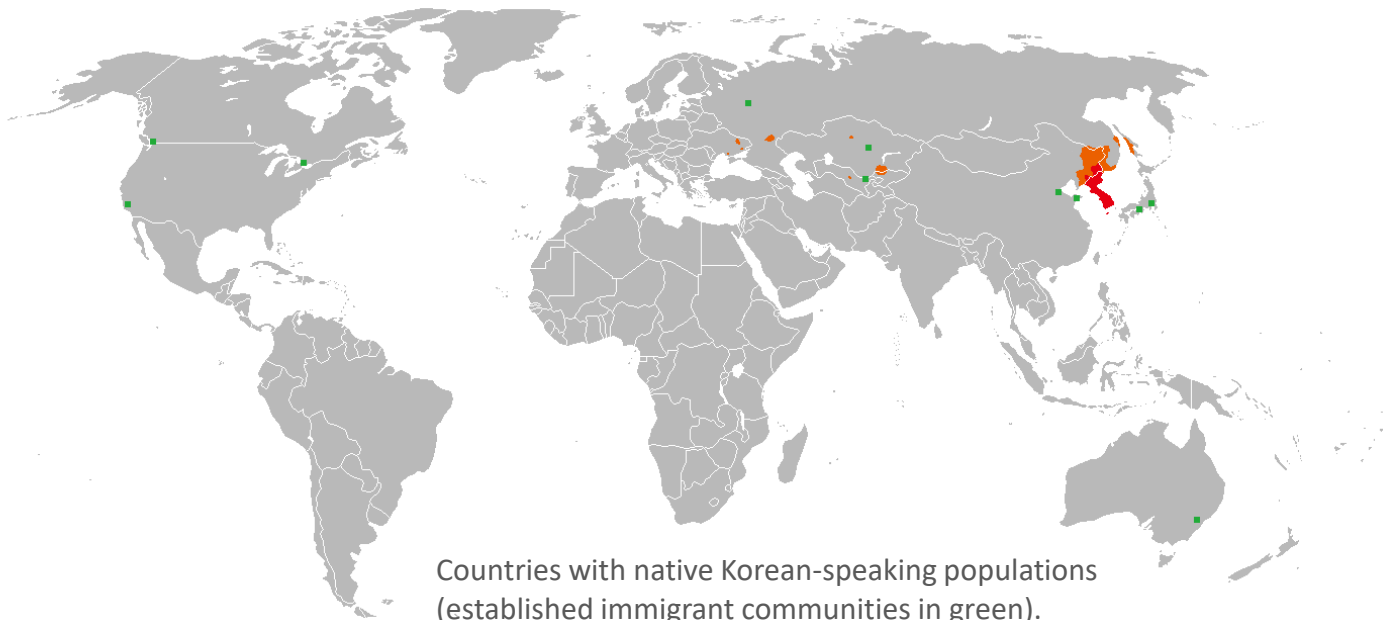 Countries with native Korean-speaking populations
(established immigrant communities in green).